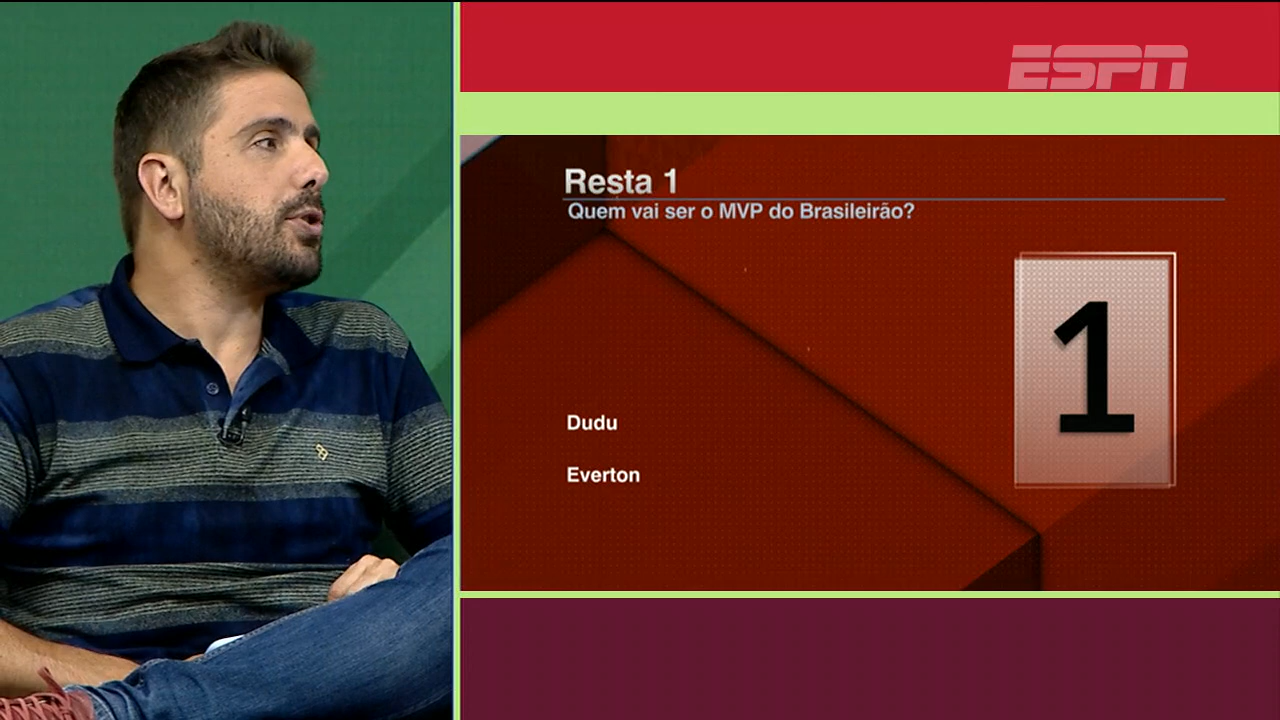 ESPN
Resta 1
Quem vai ser o MVP do Brasileirão?
1
Dudu
Everton